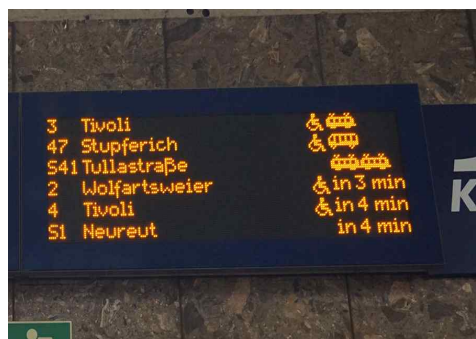 3 Tivoli
47 Stupferich
S41 Tullastraße
2 Wolfartsweier in 3 min
4 Tivoli in 4 min
S1 Neureut in 4 min
K